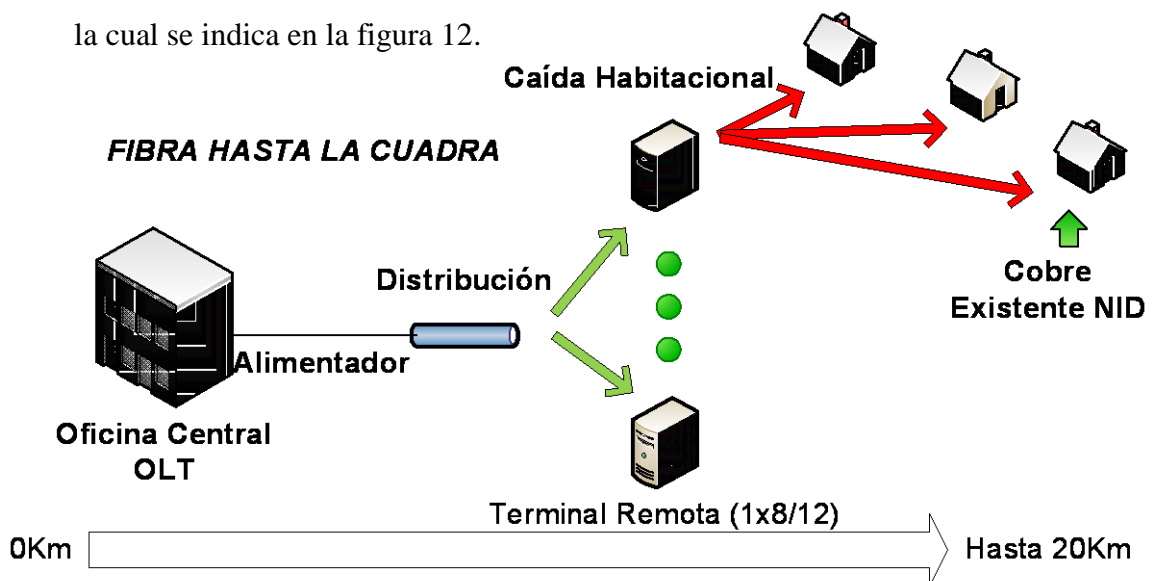 la cual se indica en la figura 12.
Caída Habitacional
FIBRA HASTA LA CUADRA
Distribución
Cobre
Existente NID
Alimentador
Oficina Central
OLT
Terminal Remota (1x8/12)
0Km
Hasta 20Km